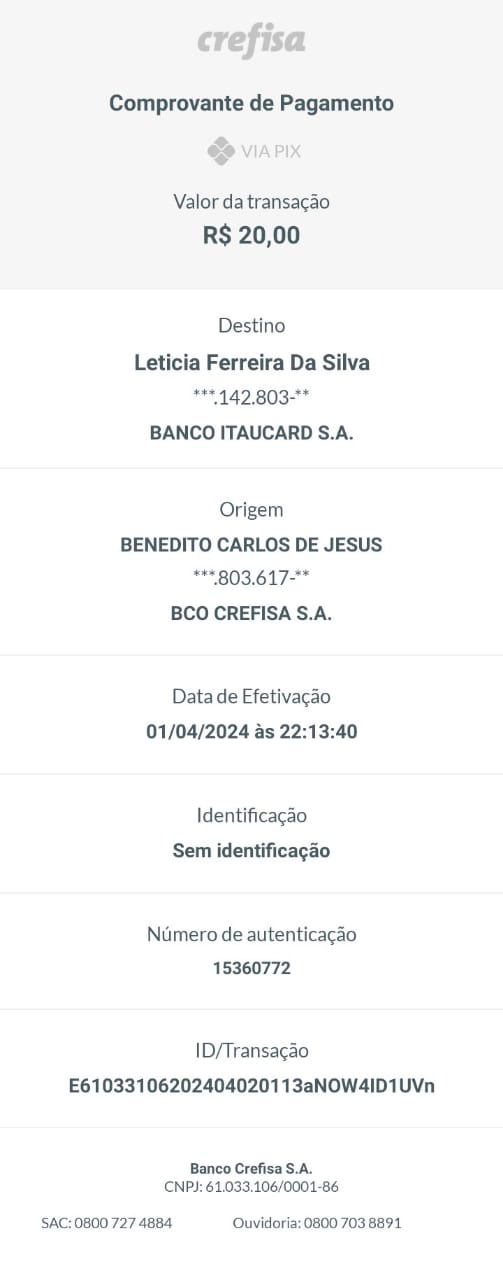 crefisa
Comprovante de Pagamento
VIA PIX
Valor da transação
R$ 20,00
Destino
Leticia Ferreira Da Silva
***.142.803-**
BANCO ITAUCARD S.A.
Origem
BENEDITO CARLOS DE JESUS
***.803.617-**
BCO CREFISA S.A.
Data de Efetivação
01/04/2024 às 22:13:40
Identificação
Sem identificação
Número de autenticação
15360772
ID/Transação
E61033106202404020113aNOW4ID1UVn
Banco Crefisa S.A.
CNPJ: 61.033.106/0001-86
SAC: 0800 727 4884 Ouvidoria: 0800 703 8891